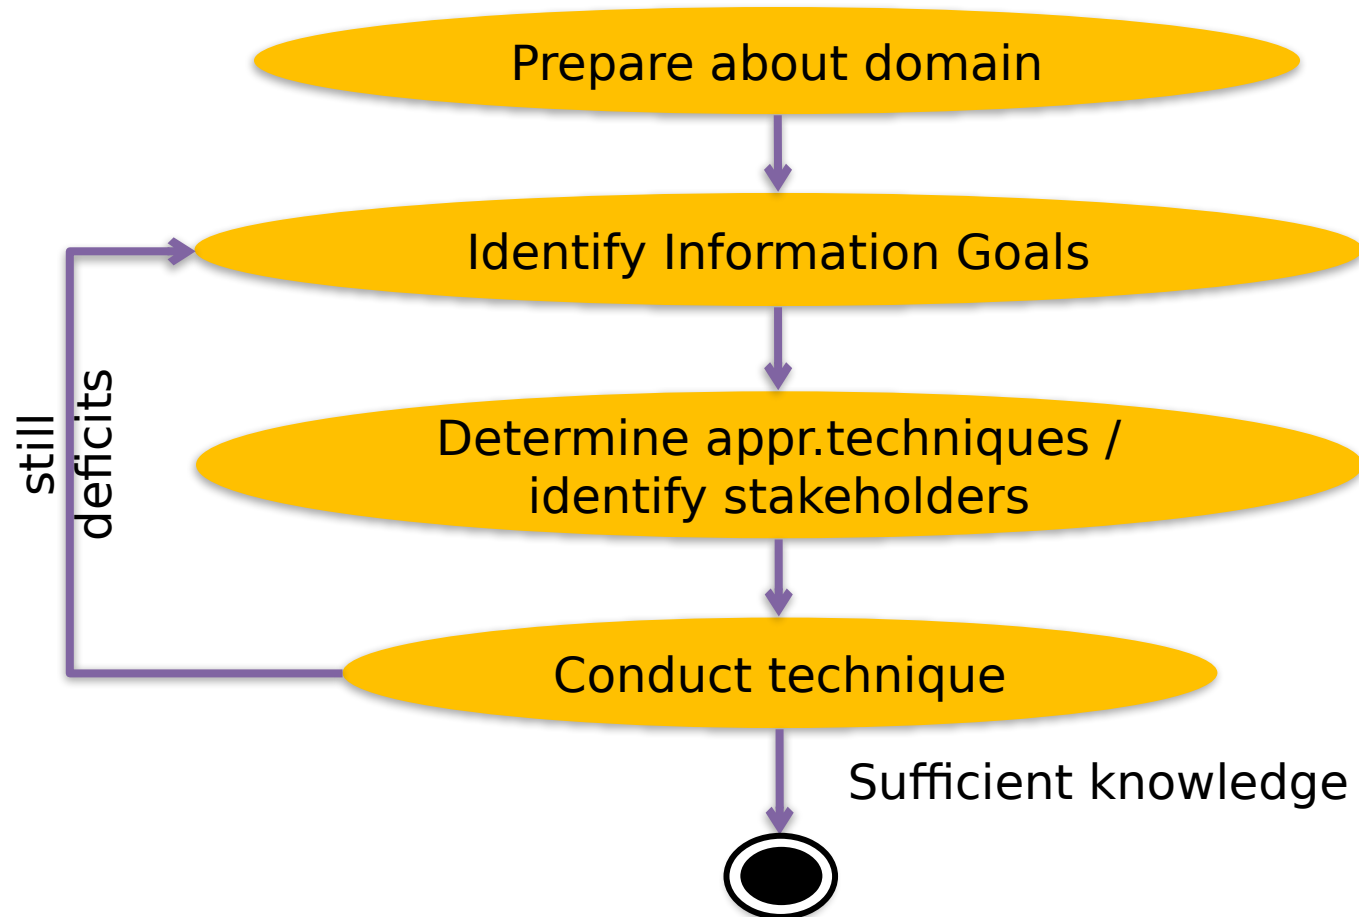 Prepare about domain
Identify Information Goals
still
deficits
Determine appr.techniques /
identify stakeholders
Conduct technique
Sufficient knowledge